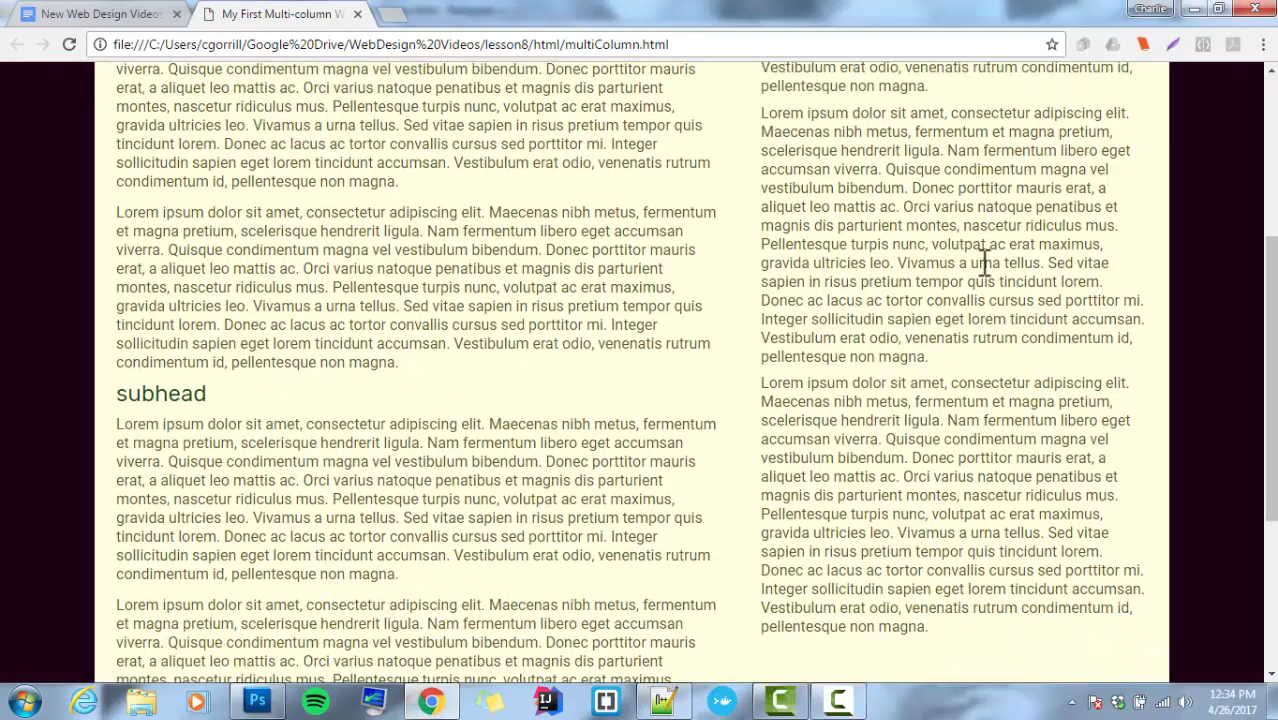 New Web Design Videos
My First Multi-column W
Charlie
file:///C:/Users/cgorrill/Google%20Drive/WebDesign%20Videos/lesson8/html/multiColumn.html
viverra. Quisque condimentum magna vel vestibulum bibendum. Donec porttitor mauris
erat, a aliquet leo mattis ac. Orci varius natoque penatibus et magnis dis parturient
montes, nascetur ridiculus mus. Pellentesque turpis nunc, volutpat ac erat maximus,
gravida ultricies leo. Vivamus a urna tellus. Sed vitae sapien in risus pretium tempor quis
tincidunt lorem. Donec ac lacus ac tortor convallis cursus sed porttitor mi. Integer
sollicitudin sapien eget lorem tincidunt accumsan. Vestibulum erat odio, venenatis rutrum
condimentum id, pellentesque non magna.
Lorem ipsum dolor sit amet, consectetur adipiscing elit. Maecenas nibh metus, fermentum
et magna pretium, scelerisque hendrerit ligula. Nam fermentum libero eget accumsan
viverra. Quisque condimentum magna vel vestibulum bibendum. Donec porttitor mauris
erat, a aliquet leo mattis ac. Orci varius natoque penatibus et magnis dis parturient
montes, nascetur ridiculus mus. Pellentesque turpis nunc, volutpat ac erat maximus,
gravida ultricies leo. Vivamus a urna tellus. Sed vitae sapien in risus pretium tempor quis
tincidunt lorem. Donec ac lacus ac tortor convallis cursus sed porttitor mi. Integer
sollicitudin sapien eget lorem tincidunt accumsan. Vestibulum erat odio, venenatis rutrum
condimentum id, pellentesque non magna.
subhead
Lorem ipsum dolor sit amet, consectetur adipiscing elit. Maecenas nibh metus, fermentum
et magna pretium, scelerisque hendrerit ligula. Nam fermentum libero eget accumsan
viverra. Quisque condimentum magna vel vestibulum bibendum. Donec porttitor mauris
erat, a aliquet leo mattis ac. Orci varius natoque penatibus et magnis dis parturient
montes, nascetur ridiculus mus. Pellentesque turpis nunc, volutpat ac erat maximus,
gravida ultricies leo. Vivamus a urna tellus. Sed vitae sapien in risus pretium tempor quis
tincidunt lorem. Donec ac lacus ac tortor convallis cursus sed porttitor mi. Integer
sollicitudin sapien eget lorem tincidunt accumsan. Vestibulum erat odio, venenatis rutrum
condimentum id, pellentesque non magna.
Lorem ipsum dolor sit amet, consectetur adipiscing elit. Maecenas nibh metus, fermentum
et magna pretium, scelerisque hendrerit ligula. Nam fermentum libero eget accumsan
viverra. Quisque condimentum magna vel vestibulum bibendum. Donec porttitor mauris
erat, a aliquet leo mattis ac. Orci varius natoque penatibus et magnis dis parturient
Vestibulum erat odio, venenatis rutrum condimentum id,
pellentesque non magna.
Lorem ipsum dolor sit amet, consectetur adipiscing elit.
Maecenas nibh metus, fermentum et magna pretium,
scelerisque hendrerit ligula. Nam fermentum libero eget
accumsan viverra. Quisque condimentum magna vel
vestibulum bibendum. Donec porttitor mauris erat, a
aliquet leo mattis ac. Orci varius natoque penatibus et
magnis dis parturient montes, nascetur ridiculus mus.
Pellentesque turpis nunc, volutpat ac erat maximus,
gravida ultricies leo. Vivamus a urna tellus. Sed vitae
sapien in risus pretium tempor quis tincidunt lorem.
Donec ac lacus ac tortor convallis cursus sed porttitor mi.
Integer sollicitudin sapien eget lorem tincidunt accumsan.
Vestibulum erat odio, venenatis rutrum condimentum id,
pellentesque non magna.
Lorem ipsum dolor sit amet, consectetur adipiscing elit.
Maecenas nibh metus, fermentum et magna pretium,
scelerisque hendrerit ligula. Nam fermentum libero eget
accumsan viverra. Quisque condimentum magna vel
vestibulum bibendum. Donec porttitor mauris erat, a
aliquet leo mattis ac. Orci varius natoque penatibus et
magnis dis parturient montes, nascetur ridiculus mus.
Pellentesque turpis nunc, volutpat ac erat maximus,
gravida ultricies leo. Vivamus a urna tellus. Sed vitae
sapien in risus pretium tempor quis tincidunt lorem.
Donec ac lacus ac tortor convallis cursus sed porttitor mi.
Integer sollicitudin sapien eget lorem tincidunt accumsan.
Vestibulum erat odio, venenatis rutrum condimentum id,
pellentesque non magna.
Ps
12:34 PM
4/26/2017